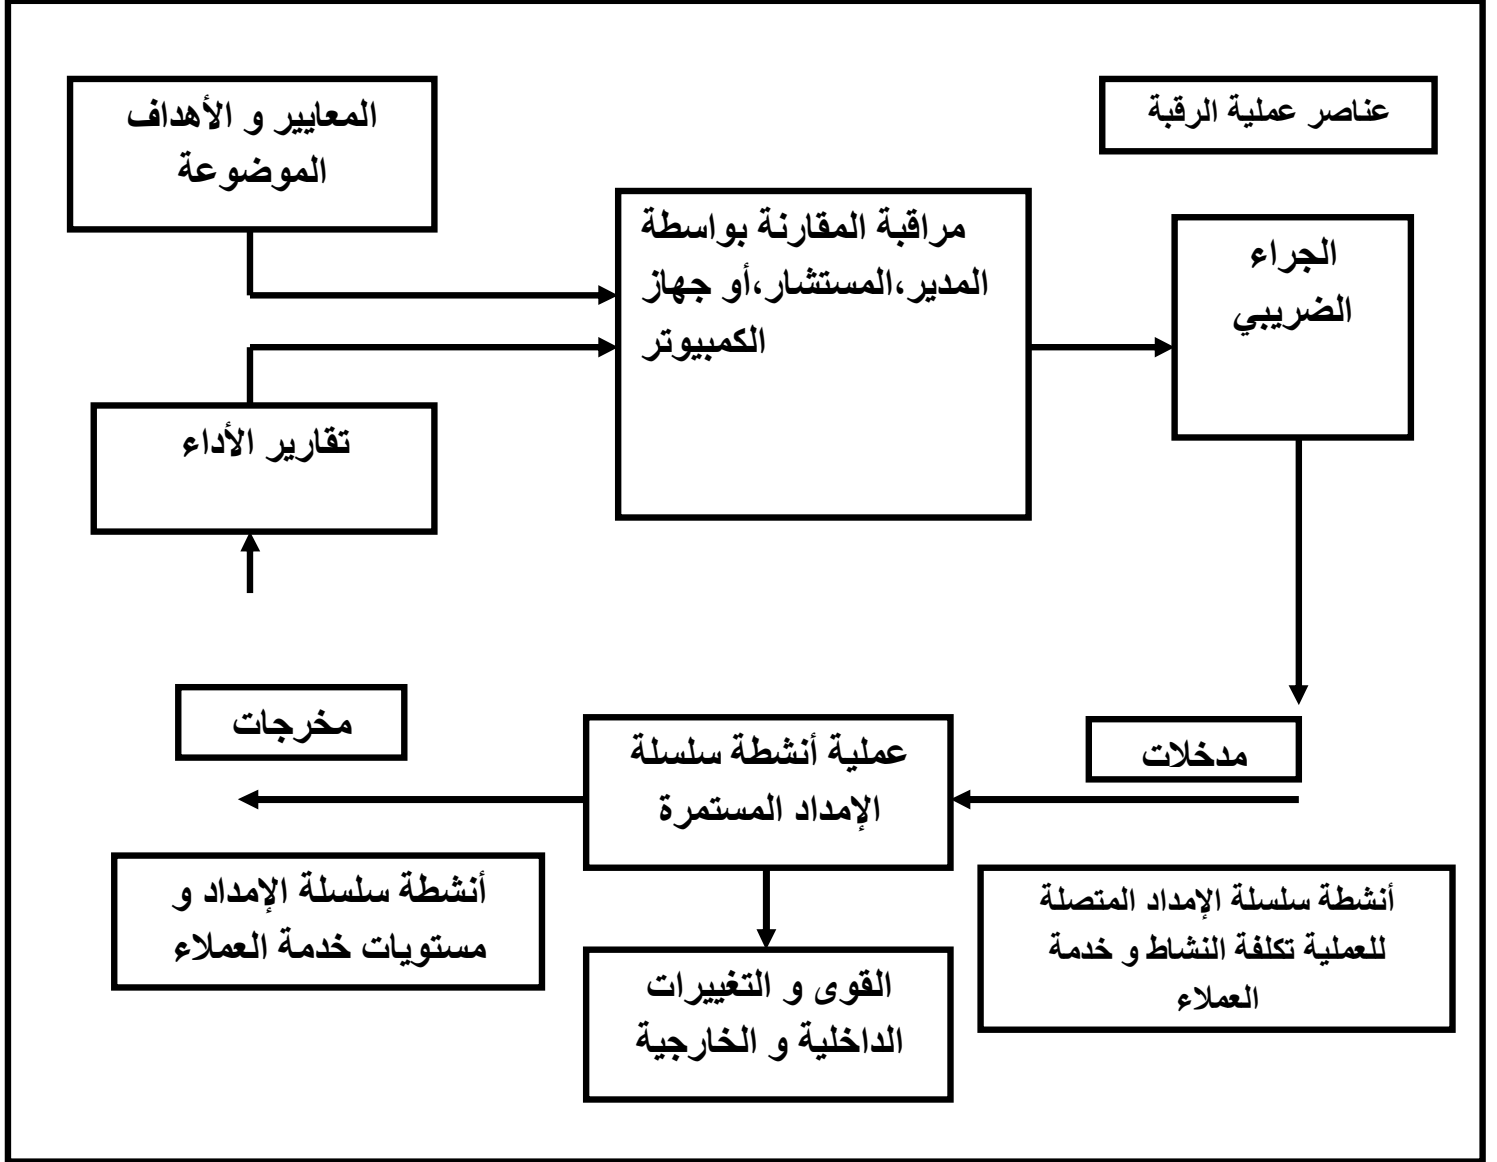 عناصر عملية الرقبة
المعايير و الأهداف
الموضوعة
مراقبة المقارنة بواسطة
المدير،المستشار،أو جهاز
الكمبيوتر
الجراء
الضريبي
تقارير الأداء
مدخلات
عملية أنشطة سلسلة
الإمداد المستمرة
مخرجات
أنشطة سلسلة الإمداد المتصلة
للعملية تكلفة النشاط و خدمة
العملاء
القوى و التغييرات
الداخلية و الخارجية
أنشطة سلسلة الإمداد و
مستويات خدمة العملاء